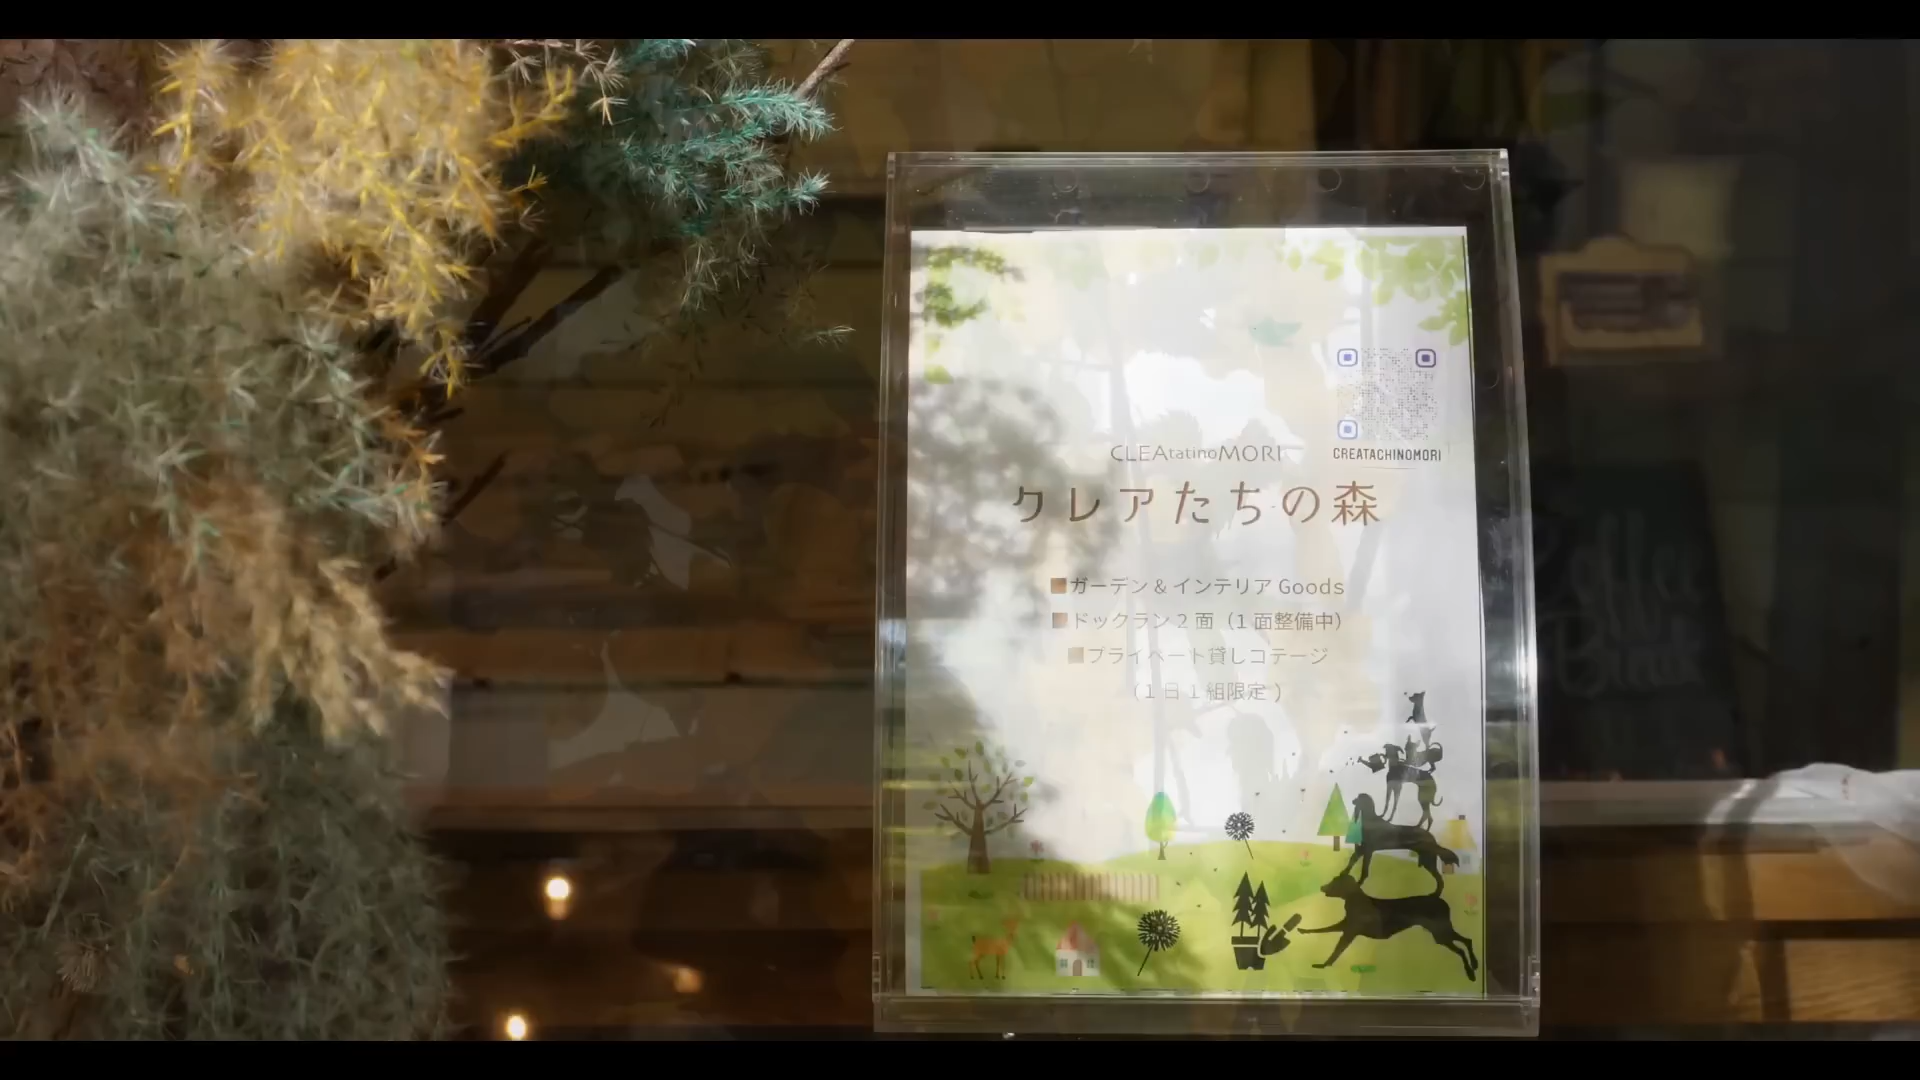 CLEAtatinoMORI
CREATACHINOMORI
クレアたちの森
■ガーデン＆インテリア Goods
■ドックラン２面（1 面整備中）
■プライベート貸しコテージ
（１日１組限定）